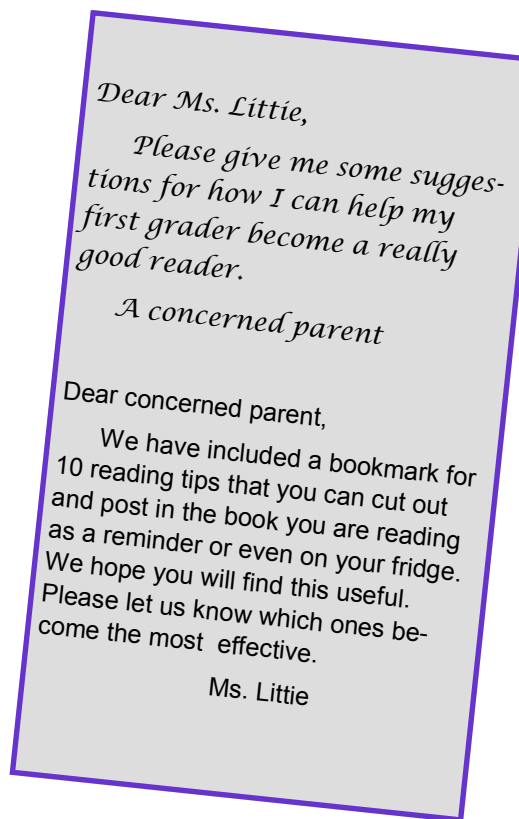 Dear Ms. Littie,
Please give me some sugges-
tions for how I can help my
first grader become a really
good reader.
A concerned parent
Dear concerned parent,
We have included a bookmark for
10 reading tips that you can cut out
and post in the book you are reading
as a reminder or even on your fridge.
We hope you will find this useful.
Please let us know which ones be-
come the most  effective.
Ms. Littie